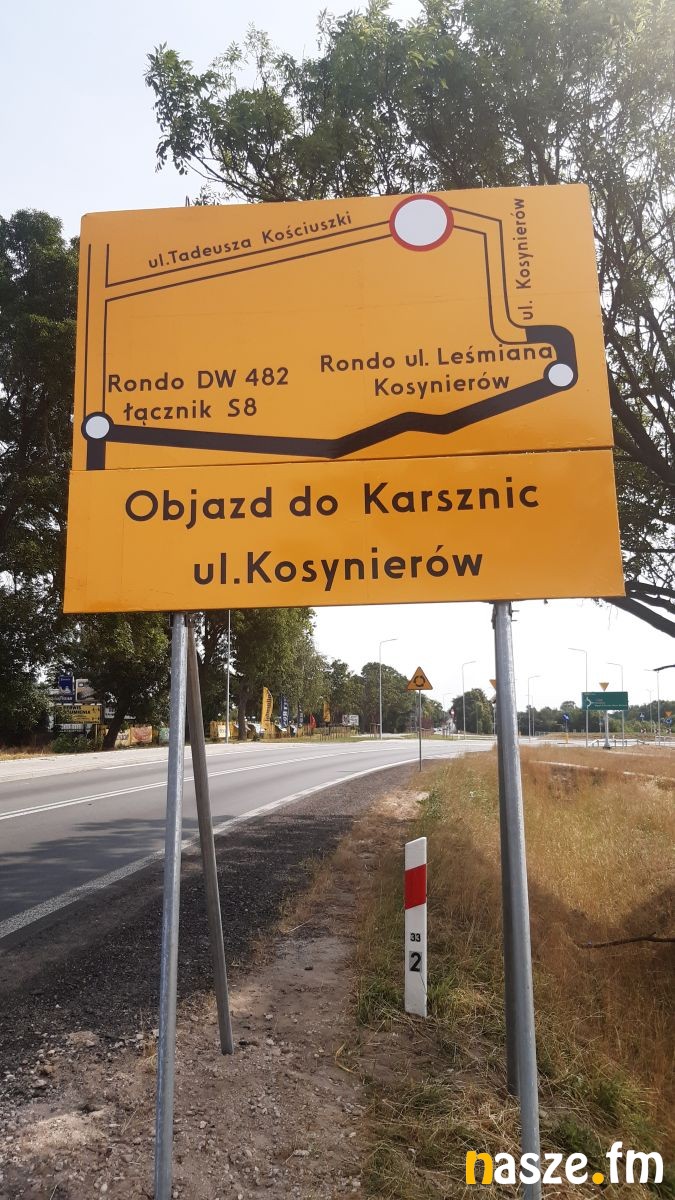 ul.Tadeusza Kościuszki
ul. Kosynierów
Rondo DW 482
łącznik S8
Rondo ul. Leśmiana
Kosynierów
Objazd do Karsznic
ul.Kosynierów
33
2
nasze.fm